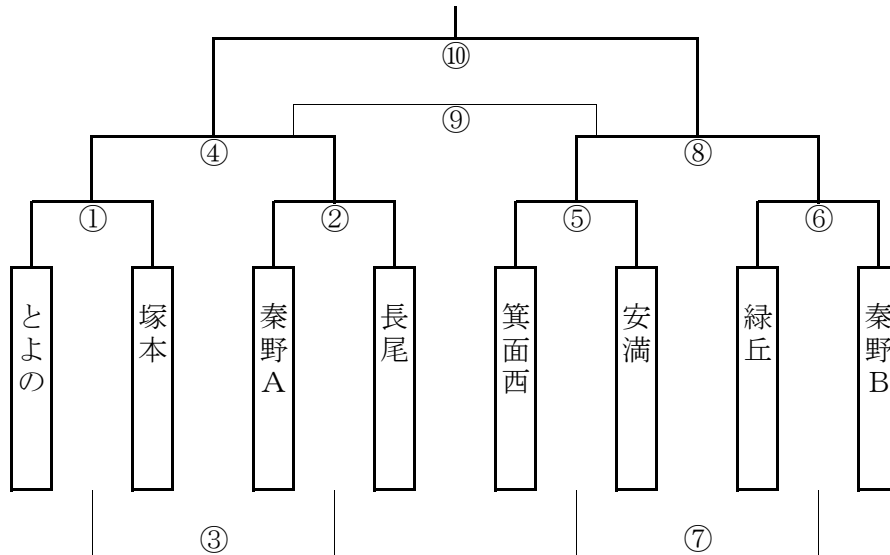 ⑩
⑨
④
⑧
①
②
⑤
⑥
とよの
塚本
秦野A
長尾
箕面西
安満
緑丘
秦野B
③
⑦